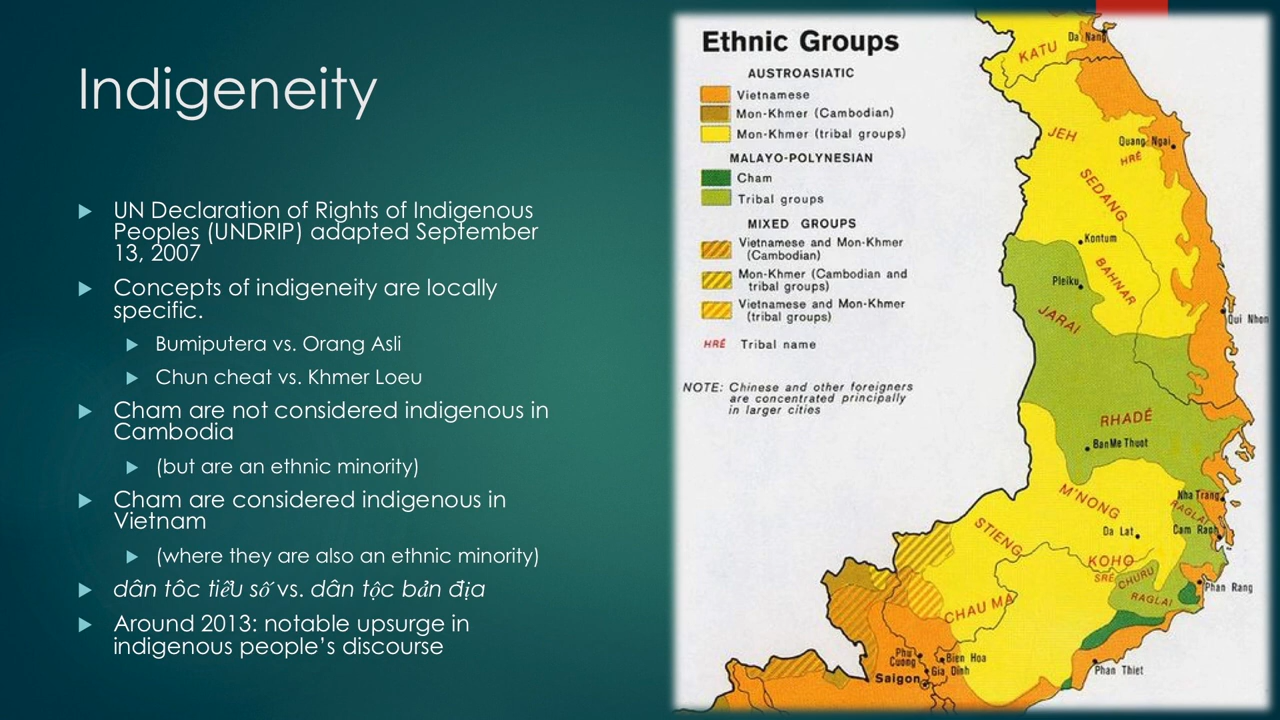 Indigeneity
UN Declaration of Rights of Indigenous
Peoples (UNDRIP) adapted September
13, 2007
Concepts of indigeneity are locally
specific.
Bumiputera vs. Orang Asli
Chun cheat vs. Khmer Loeu
Cham are not considered indigenous in
Cambodia
(but are an ethnic minority)
Cham are considered indigenous in
Vietnam
(where they are also an ethnic minority)
dân tôc tiểu số vs. dân tộc bản địa
Around 2013: notable upsurge in
indigenous people’s discourse
Ethnic Groups
AUSTROASIATIC
Vietnamese
Mon-Khmer (Cambodian)
Mon-Khmer (tribal groups)
MALAYO-POLYNESIAN
Cham
Tribal groups
MIXED GROUPS
Vietnamese and Mon-Khmer
(Cambodian)
Mon-Khmer (Cambodian and
tribal groups)
Vietnamese and Mon-Khmer
(tribal groups)
HRÉ Tribal name
NOTE: Chinese and other foreigners
are concentrated principally
in larger cities
Da Nang
KATU
JEH
Quang Ngai
HRÉ
SEDANG
Kontum
BAHNAR
Pleiku
JARAI
Qui Nhon
RHADÉ
Ban Me Thuot
M'NONG
Nha Trang
RAGLAI
Cam Ranh
Da Lat
STIENG
KOHO
SRÉ
CHURU
RAGLAI
Phan Rang
CHAU MA
Phu
Cuong
Bien Hoa
Gia Dinh
Saigon
Phan Thiet